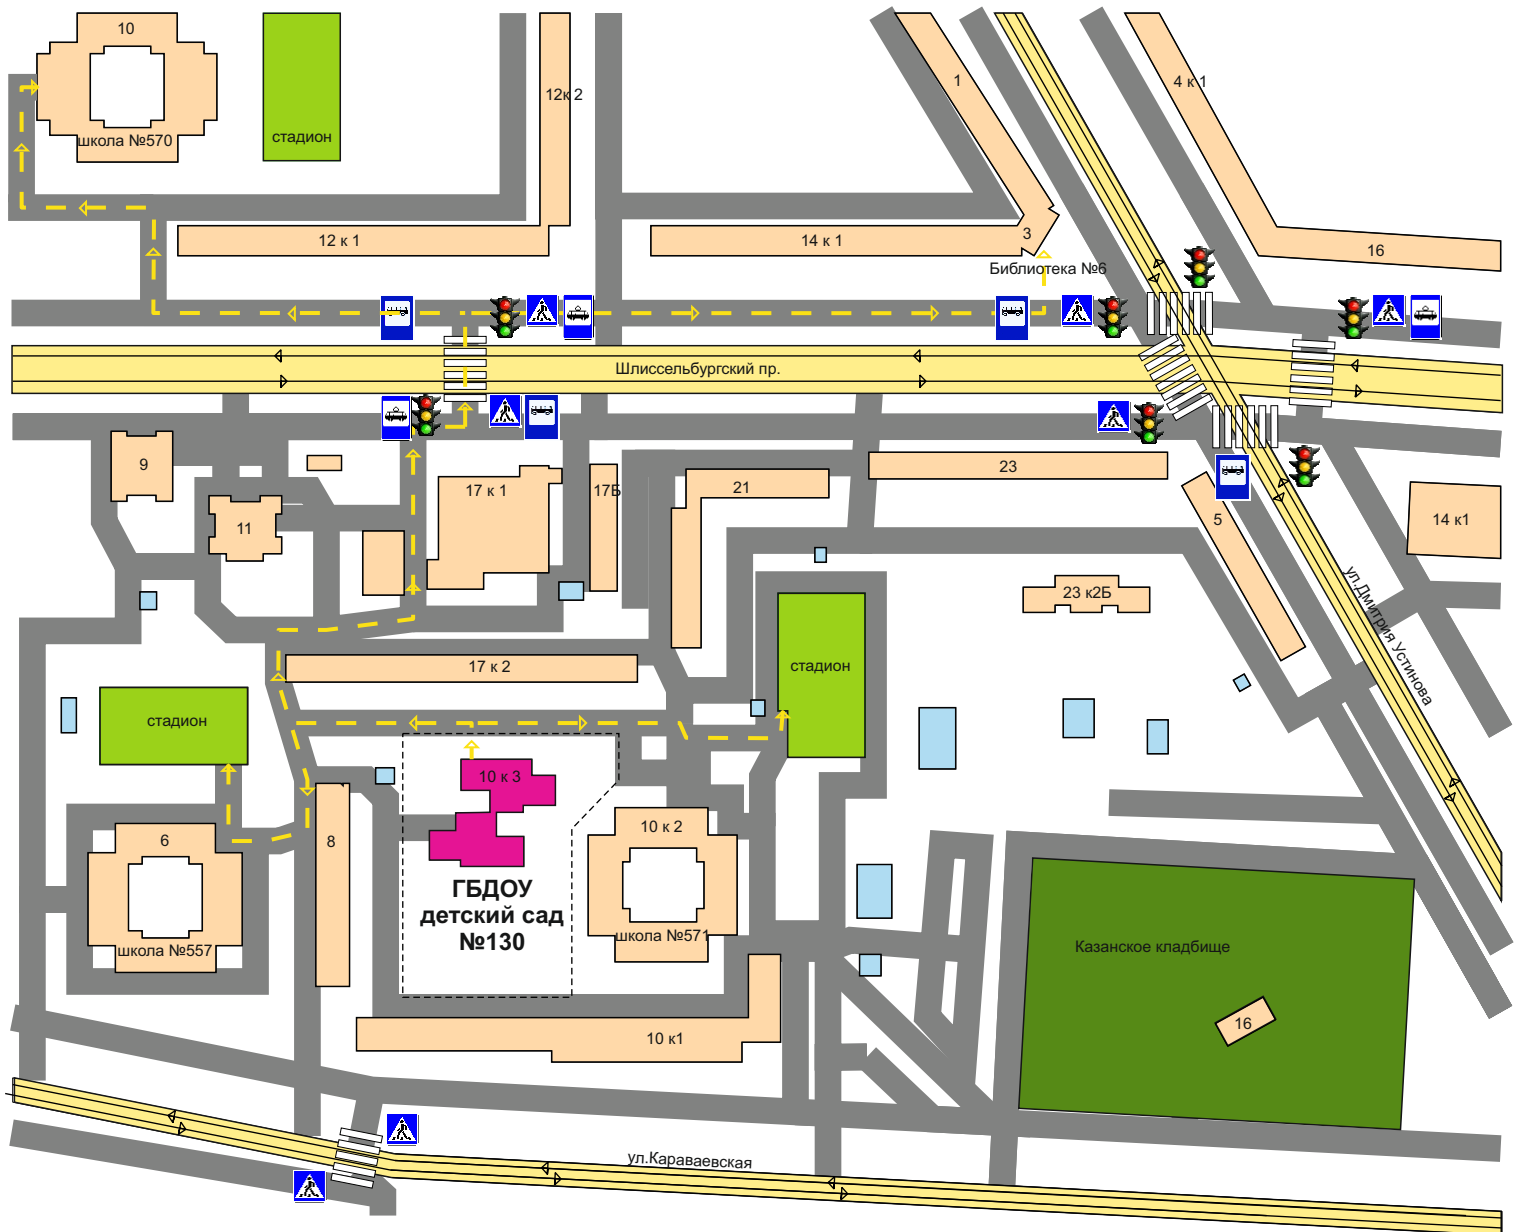 10
школа №570
стадион
12к 2
1
4 к 1
12 к 1
14 к 1
3
16
Библиотека №6
Шлиссельбургский пр.
9
17 к 1
17Б
21
23
5
14 к1
11
23 к2Б
ул.Дмитрия Устинова
17 к 2
стадион
стадион
10 к 3
6
8
10 к 2
ГБДОУ
детский сад
№130
школа №557
школа №571
Казанское кладбище
16
10 к1
ул.Караваевская